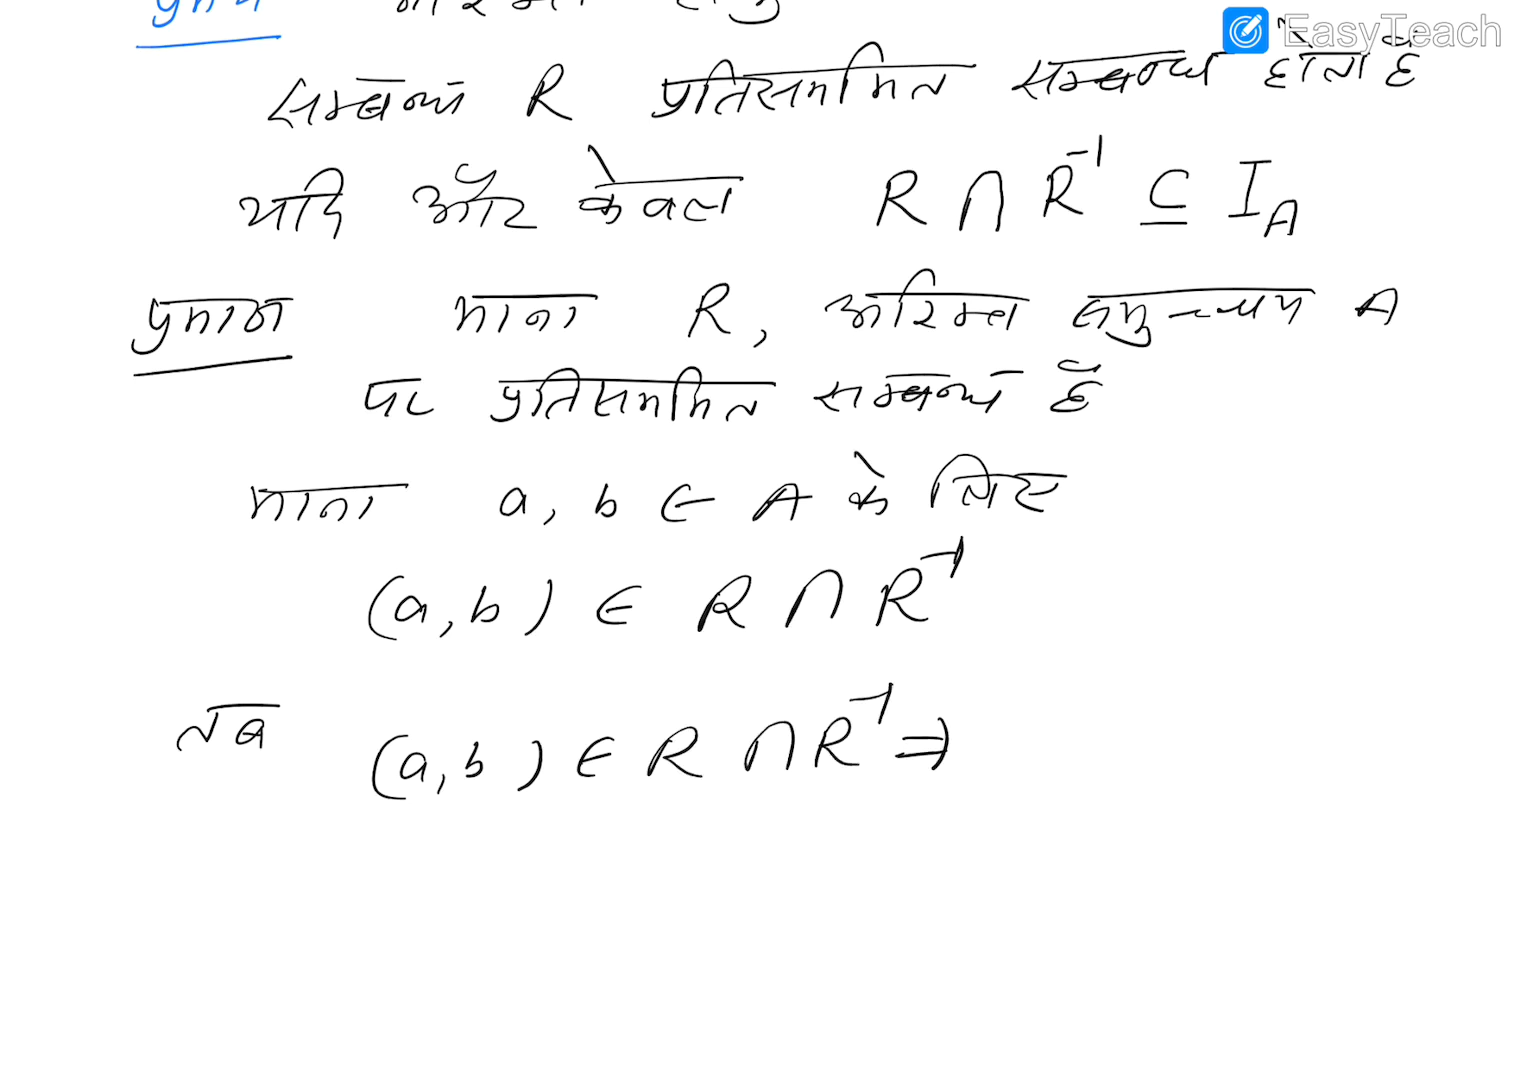 EasyTeach
सम्बन्ध R प्रतिसममित सम्बन्ध होता है
यदि और केवल R ∩ R⁻¹ ⊆ I_A
प्रमाण माना R, अरिक्त समुच्चय A
पर प्रतिसममित सम्बन्ध है
माना a, b ∈ A के लिए
(a, b) ∈ R ∩ R⁻¹
तब (a, b) ∈ R ∩ R⁻¹ ⇒